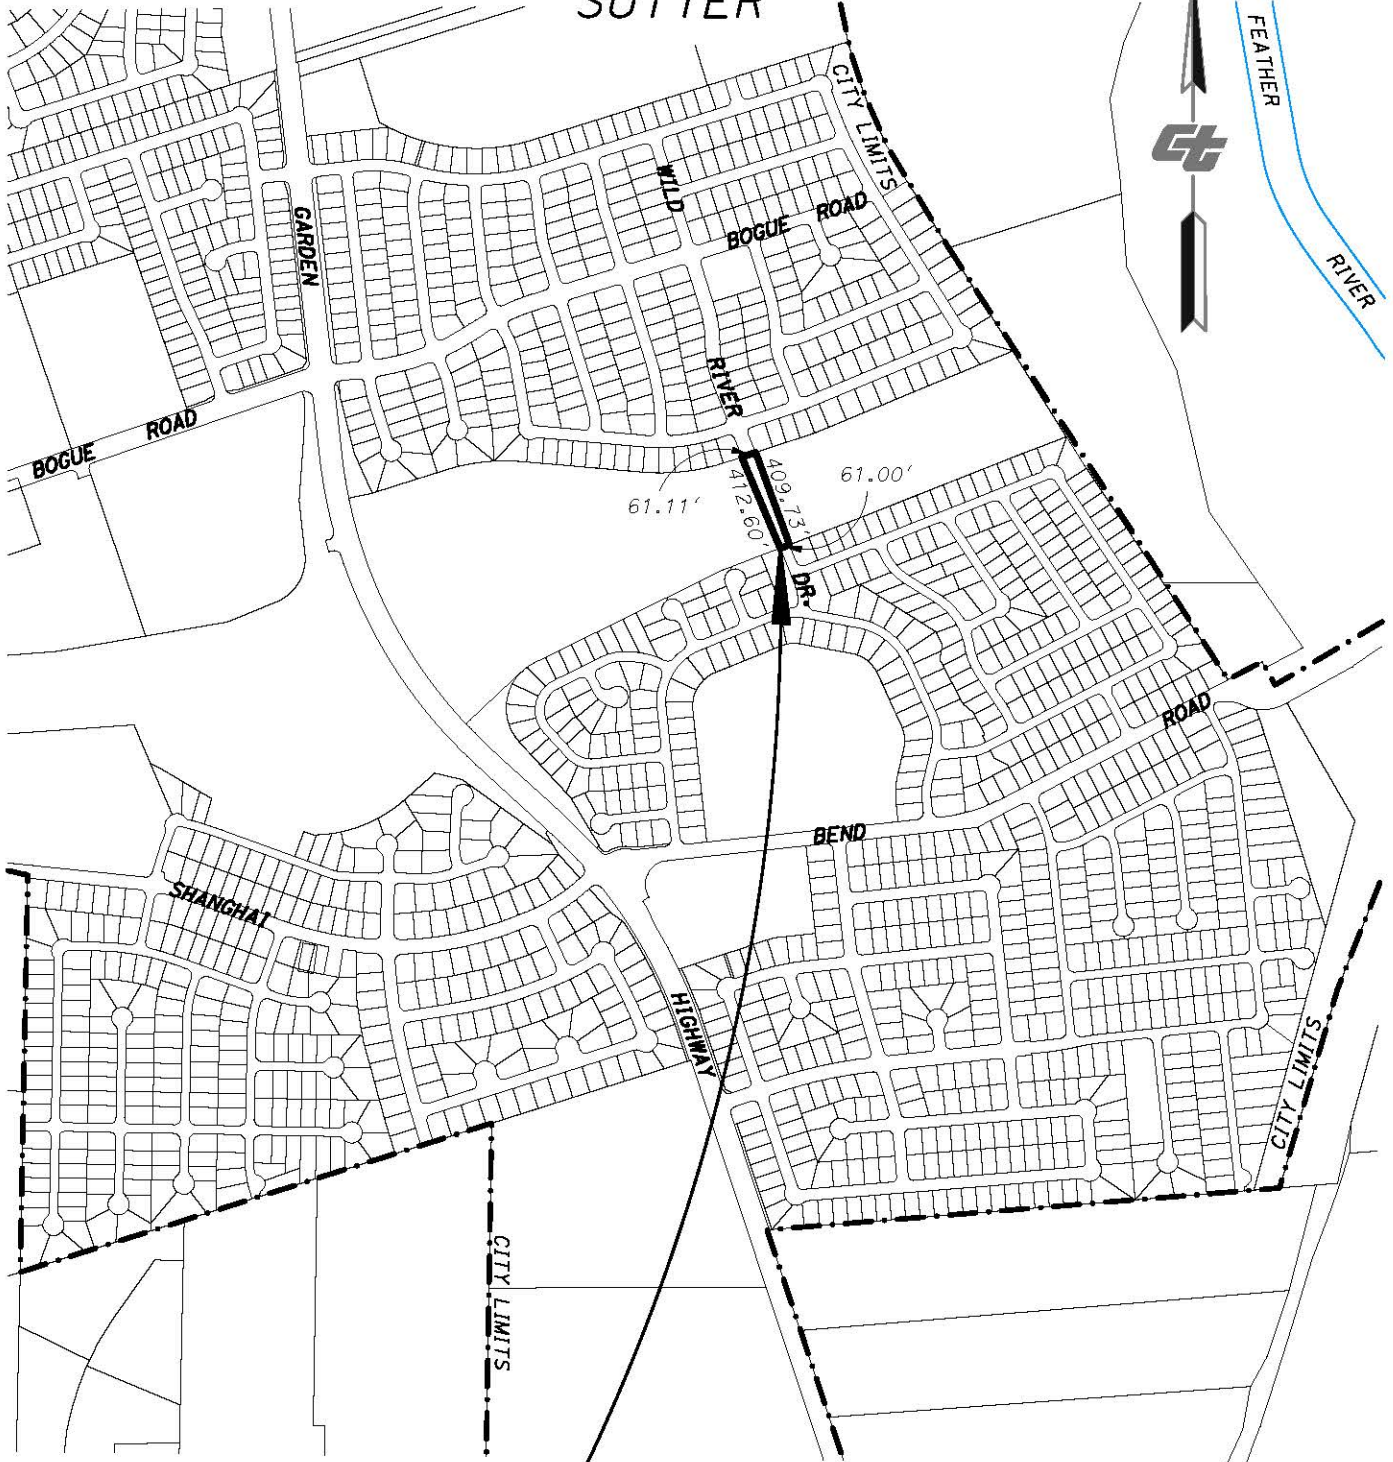 SUTTER
FEATHER
RIVER
CITY LIMITS
WILD
BOGUE ROAD
GARDEN
RIVER
BOGUE ROAD
61.11'
412.60'
409.73'
61.00'
DR.
ROAD
BEND
SHANGHAI
HIGHWAY
CITY LIMITS
CITY LIMITS
Ct